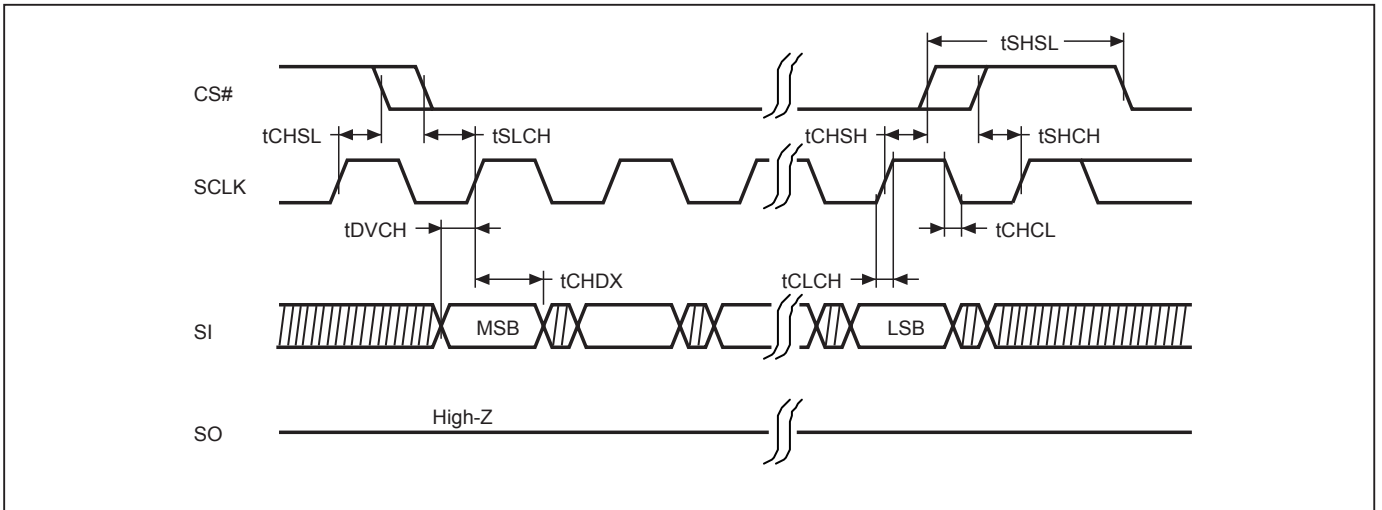 tSHSL
CS#
tCHSL
tSLCH
tCHSH
tSHCH
SCLK
tDVCH
tCHCL
tCHDX
tCLCH
SI
MSB
LSB
High-Z
SO